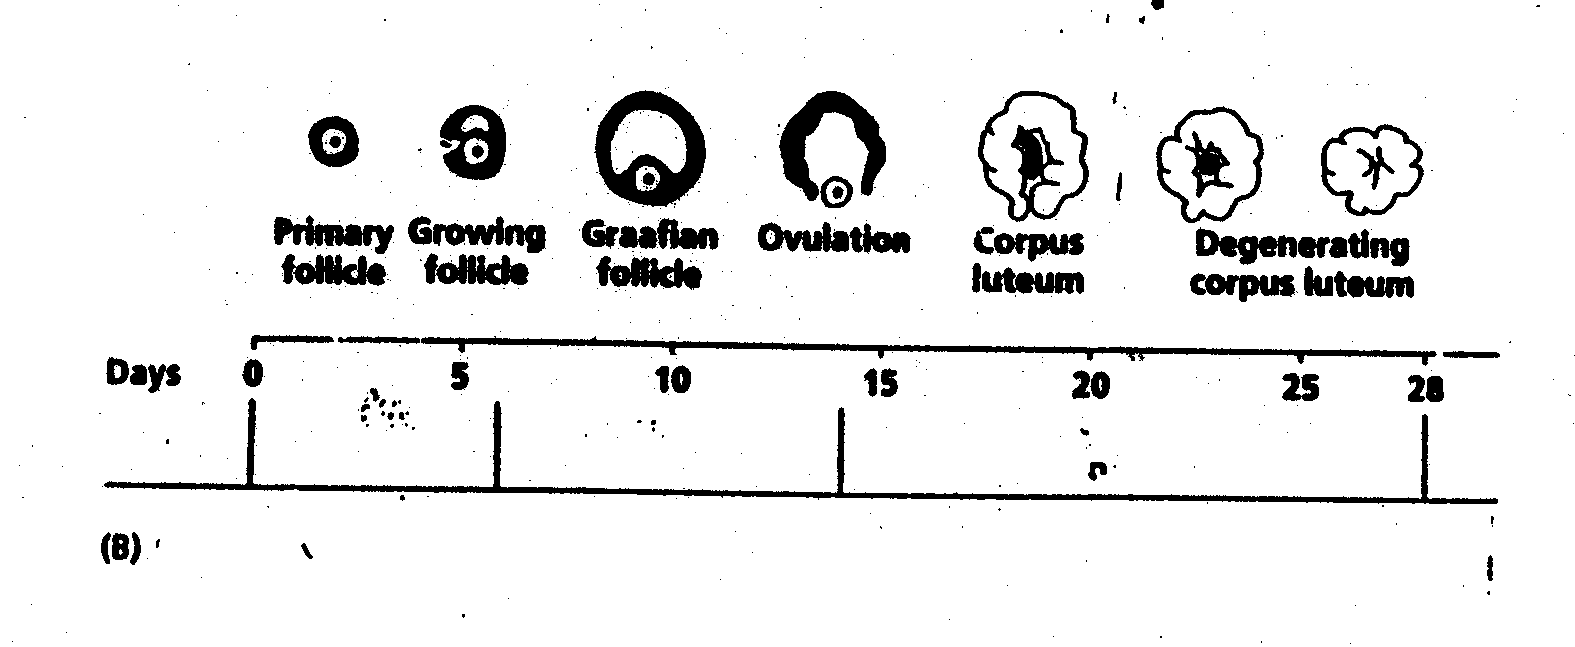 Primary Growing Graafian Ovulation Corpus Degenerating
follicle follicle follicle luteum corpus luteum
Days 0 5 10 15 20 25 28
(B)